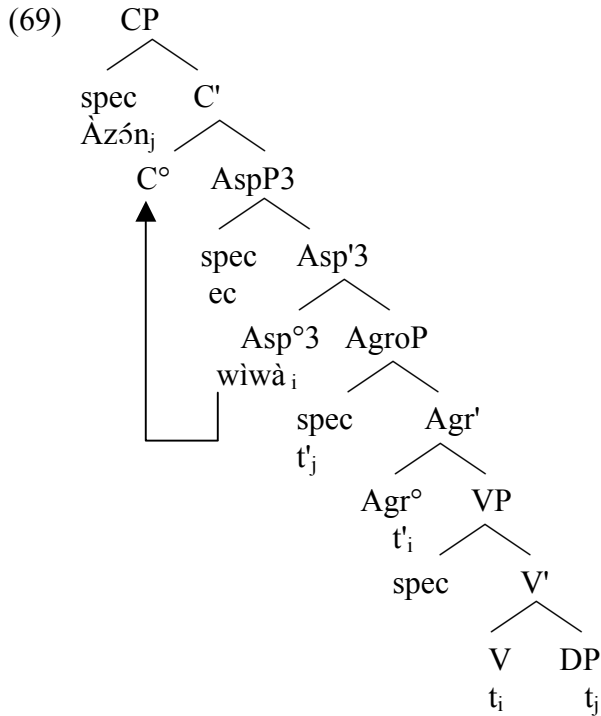 (69) CP
spec C'
Àzɔ́nj
C° AspP3
spec Asp'3
ec
Asp°3 AgroP
wìwà i
spec Agr'
t'j
Agr° VP
t'i
spec V'
V DP
ti tj